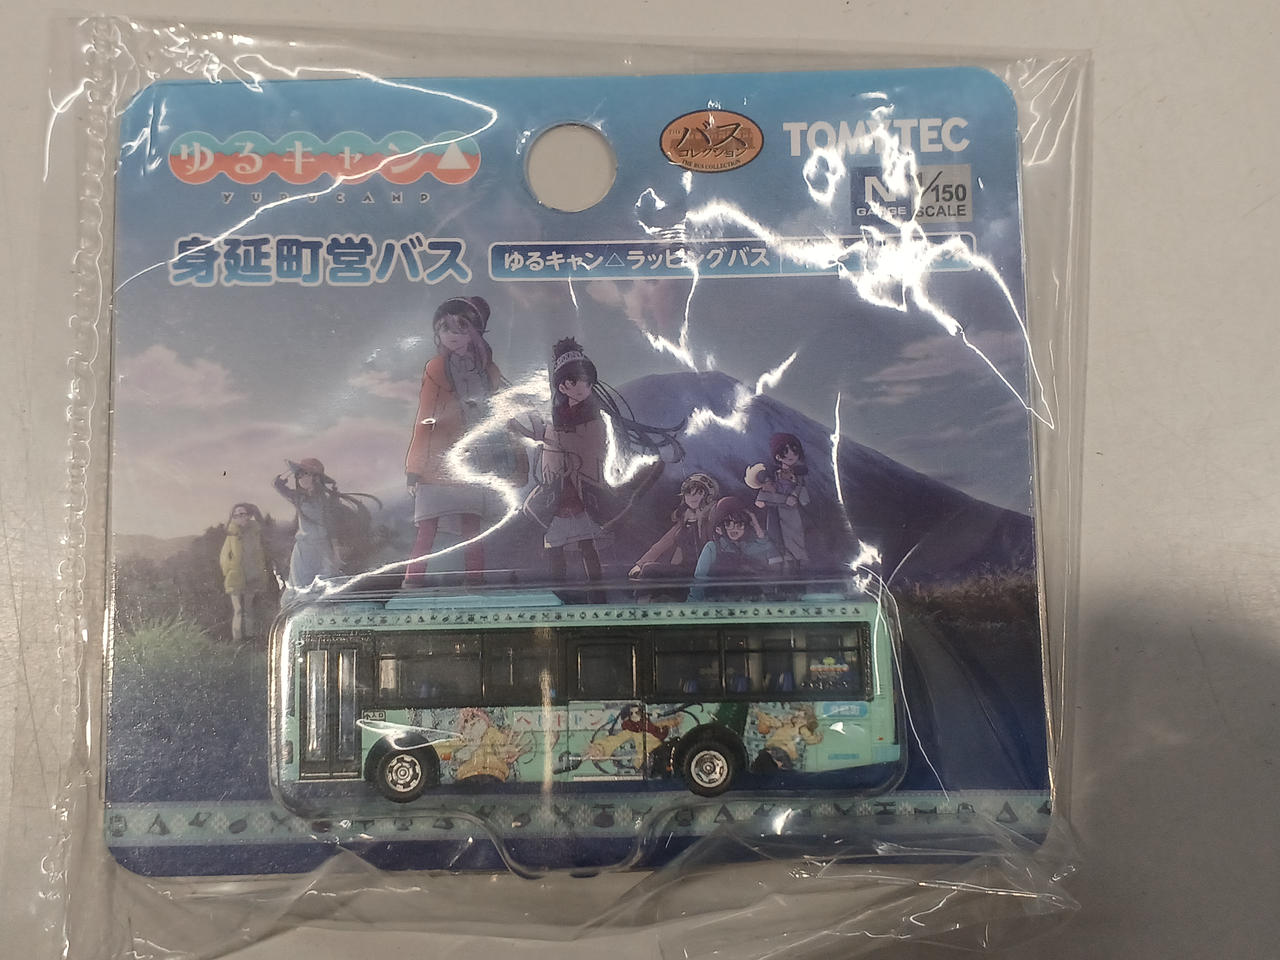 ゆるキャン△
YURUCAMP
THE バス
コレクション
THE BUS COLLECTION
TOMYTEC
N 1/150
GAUGE SCALE
身延町営バス
ゆるキャン△ラッピングバス